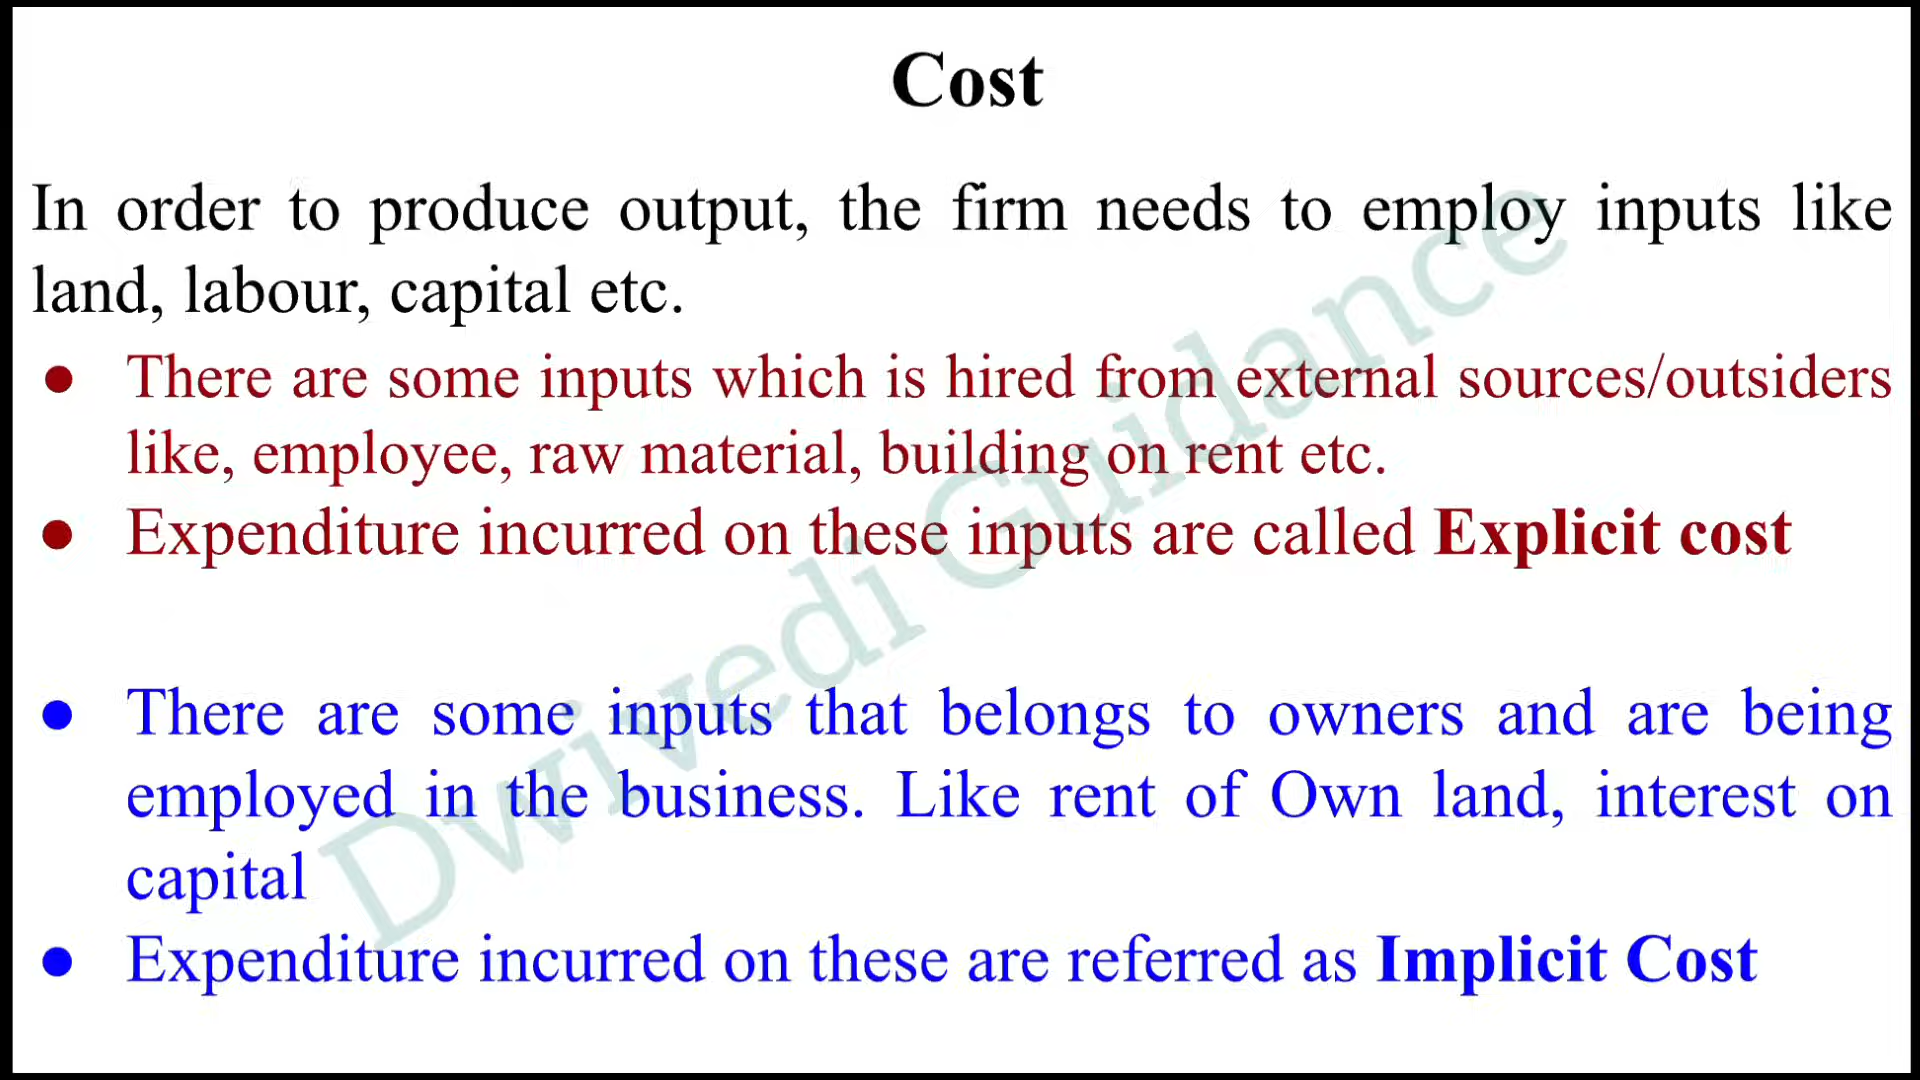 Cost
In order to produce output, the firm needs to employ inputs like
land, labour, capital etc.
● There are some inputs which is hired from external sources/outsiders
like, employee, raw material, building on rent etc.
● Expenditure incurred on these inputs are called Explicit cost
● There are some inputs that belongs to owners and are being
employed in the business. Like rent of Own land, interest on
capital
● Expenditure incurred on these are referred as Implicit Cost
Dwivedi Guidance